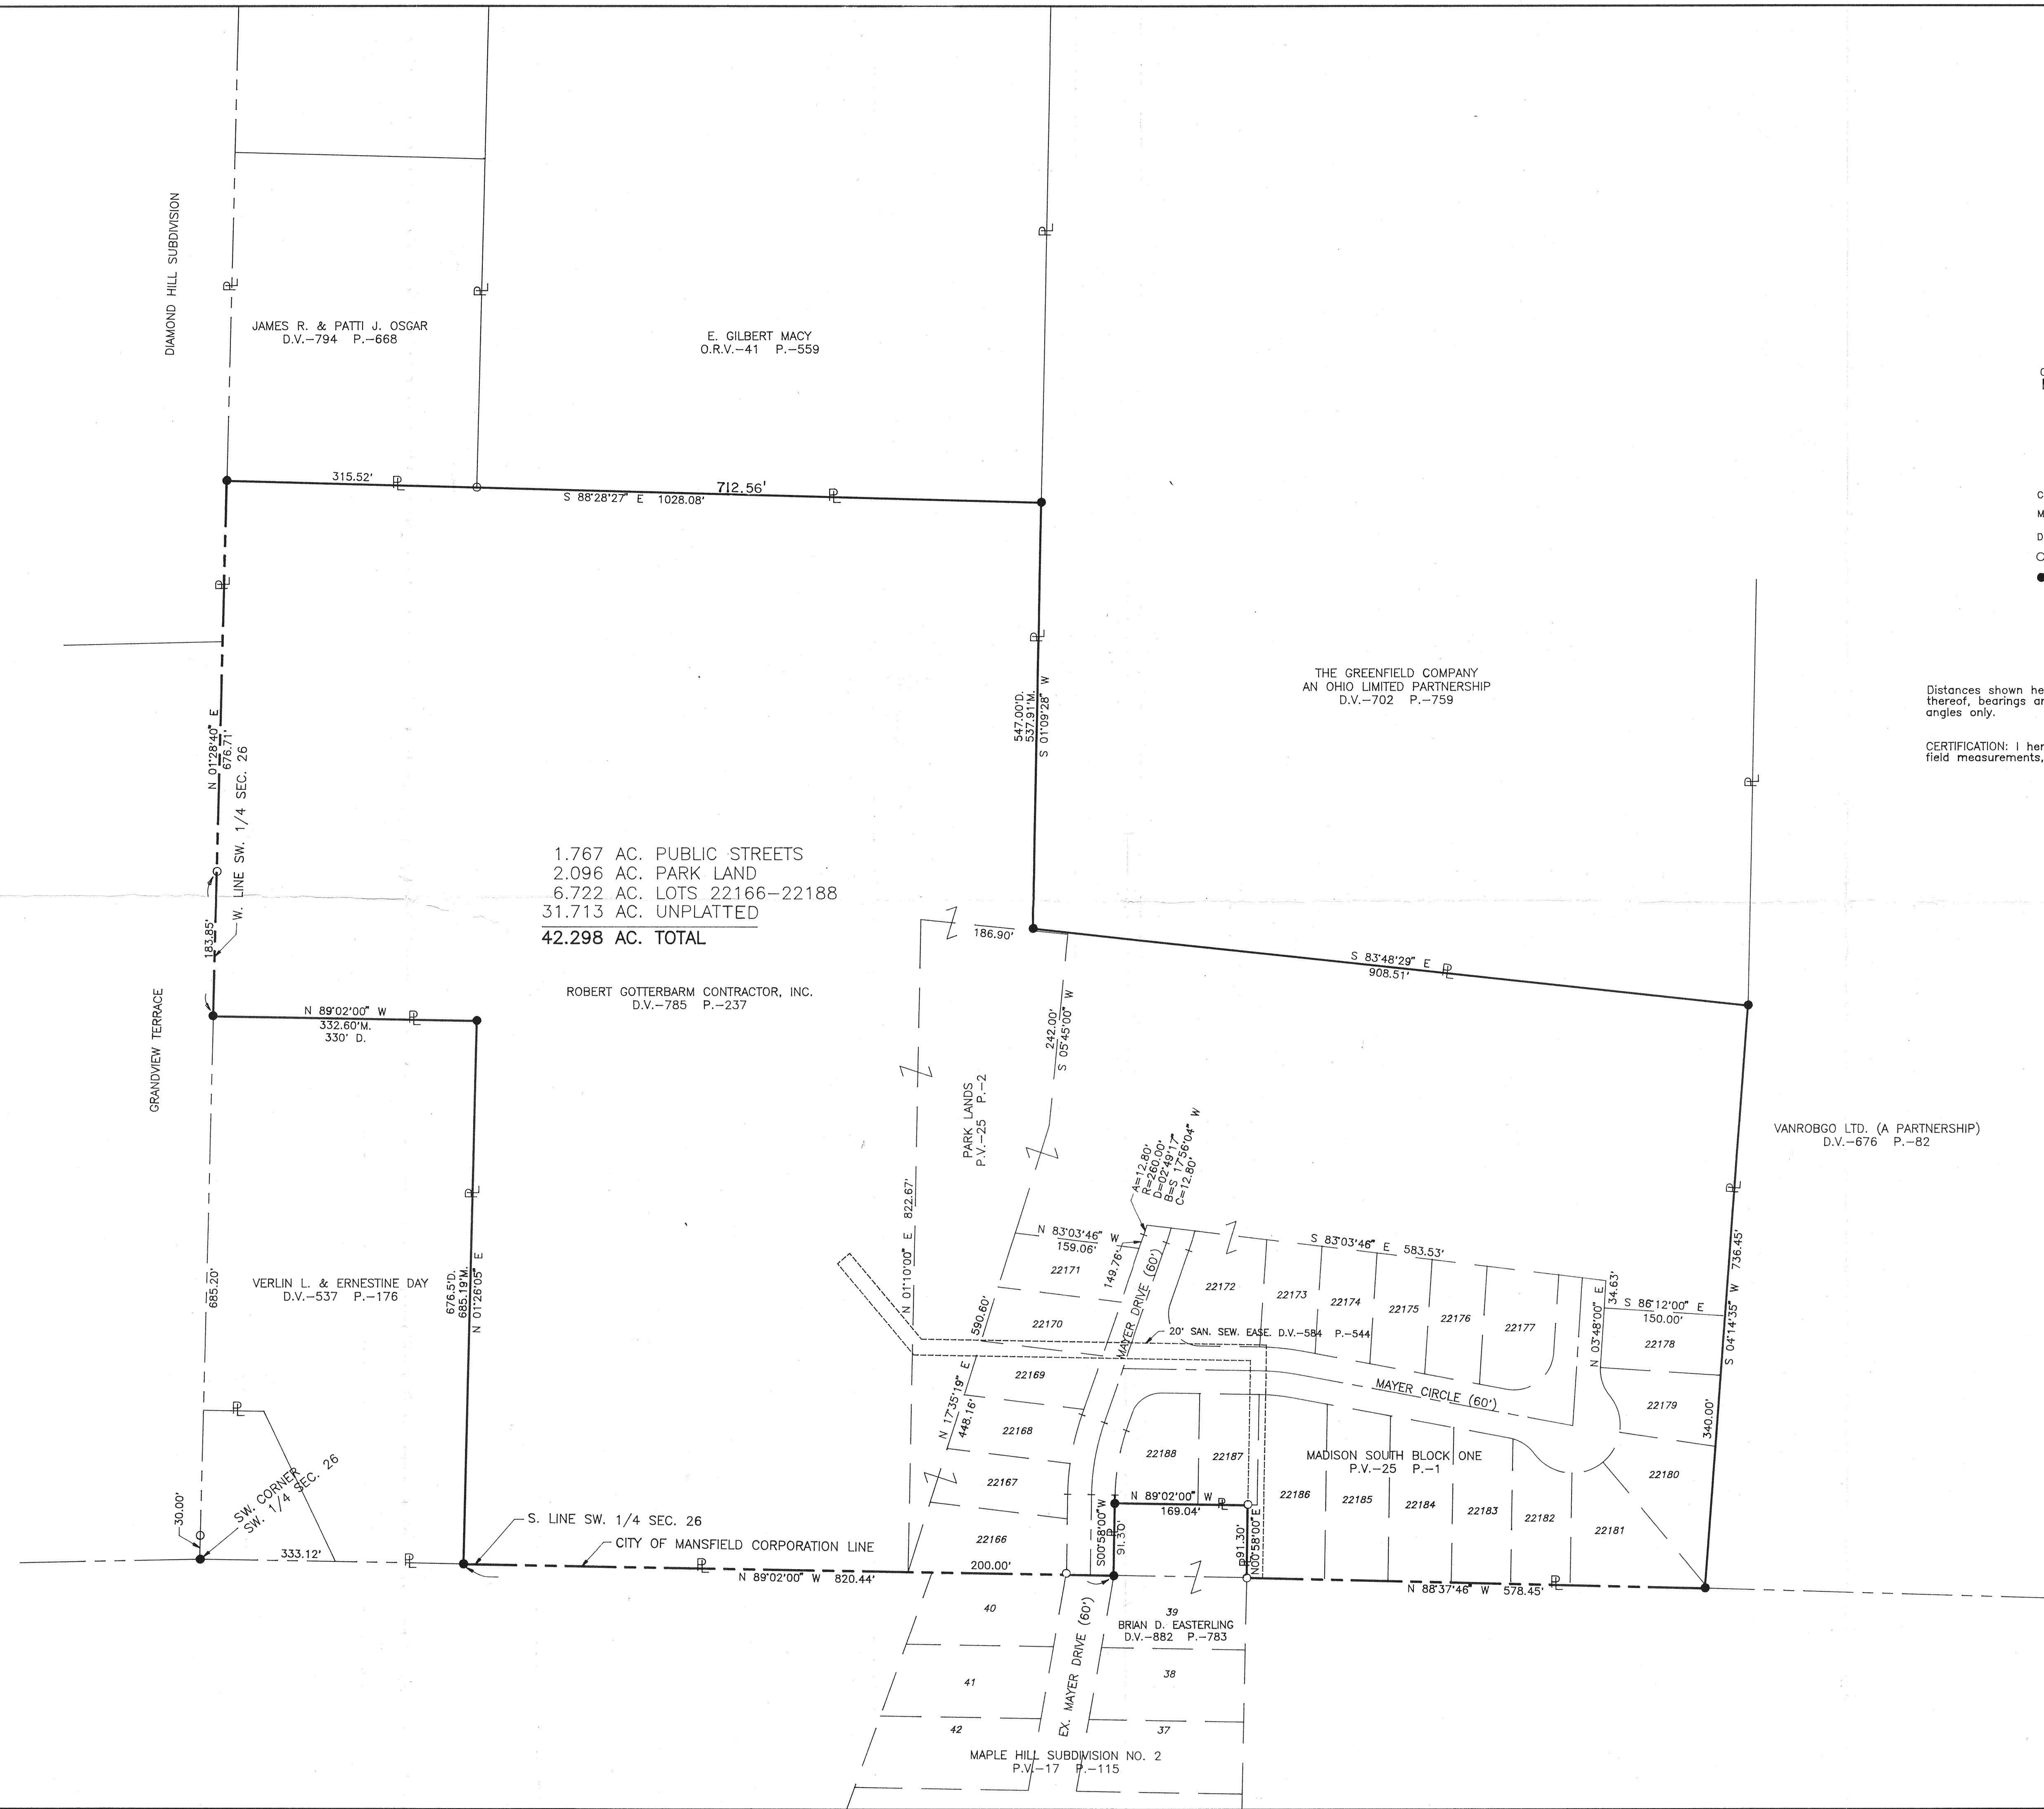 DIAMOND HILL SUBDIVISION
JAMES R. & PATTI J. OSGAR
D.V.-794 P.-668
E. GILBERT MACY
O.R.V.-41 P.-559
315.52'
712.56'
S 88°28'27" E 1028.08'
N 01°28'40" E
676.71'
W. LINE SW. 1/4 SEC. 26
183.85'
547.00'D.
537.91'M.
S 01°09'28" W
THE GREENFIELD COMPANY
AN OHIO LIMITED PARTNERSHIP
D.V.-702 P.-759
Distances shown he
thereof, bearings ar
angles only.
CERTIFICATION: I her
field measurements,
1.767 AC. PUBLIC STREETS
2.096 AC. PARK LAND
6.722 AC. LOTS 22166-22188
31.713 AC. UNPLATTED
42.298 AC. TOTAL
186.90'
S 83°48'29" E
908.51'
ROBERT GOTTERBARM CONTRACTOR, INC.
D.V.-785 P.-237
GRANDVIEW TERRACE
N 89°02'00" W
332.60'M.
330' D.
242.00'
S 05°45'00" W
PARK LANDS
P.V.-25 P.-2
VANROBGO LTD. (A PARTNERSHIP)
D.V.-676 P.-82
A=12.80'
R=260.00'
D=02°49'17"
B=S 17°56'04" W
C=12.80'
N 01°10'00" E 822.67'
N 83°03'46" W
159.06'
149.76'
MAYER DRIVE (60')
S 83°03'46" E 583.53'
34.63'
N 03°48'00" E
S 86°12'00" E
150.00'
S 04°14'35" W 736.45'
22171
22172
22173
22174
22175
22176
22177
22178
685.20'
VERLIN L. & ERNESTINE DAY
D.V.-537 P.-176
676.5'D.
685.19'M.
N 01°26'05" E
590.60'
22170
20' SAN. SEW. EASE. D.V.-584 P.-544
22169
N 17°35'19" E
448.16'
MAYER CIRCLE (60')
22179
340.00'
22168
22188
22187
MADISON SOUTH BLOCK ONE
P.V.-25 P.-1
22180
22167
22186
22185
22184
22183
22182
22181
N 89°02'00" W
169.04'
S00°58'00"W
91.30'
91.30'
N00°58'00"E
30.00'
SW. CORNER
SW. 1/4 SEC. 26
333.12'
S. LINE SW. 1/4 SEC. 26
CITY OF MANSFIELD CORPORATION LINE
22166
200.00'
N 89°02'00" W 820.44'
N 88°37'46" W 578.45'
40
39
BRIAN D. EASTERLING
D.V.-882 P.-783
EX. MAYER DRIVE (60')
41
38
42
37
MAPLE HILL SUBDIVISION NO. 2
P.V.-17 P.-115